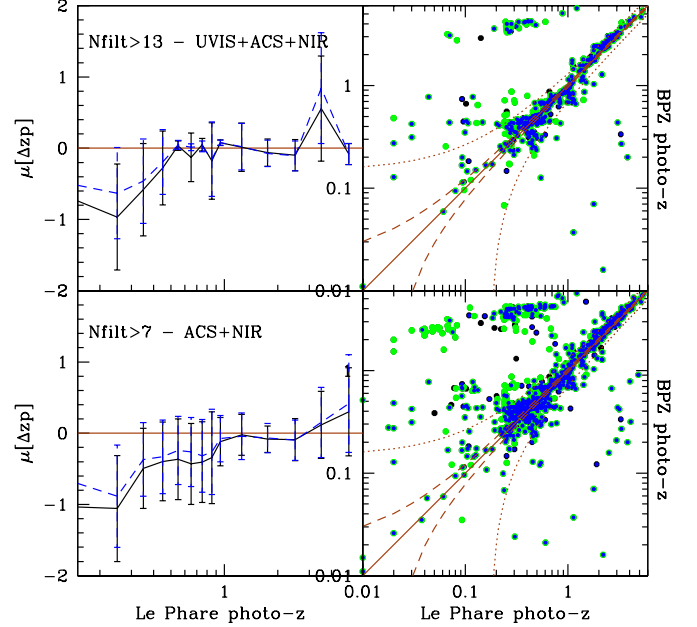 Nfilt>13 - UVIS+ACS+NIR
2
1
0
-1
-2
μ[Δzp]
1
0.1
0.01
BPZ photo-z
Nfilt>7 - ACS+NIR
2
1
0
-1
-2
μ[Δzp]
1
0.1
0.01
BPZ photo-z
1
Le Phare photo-z
0.01
0.1
1
Le Phare photo-z